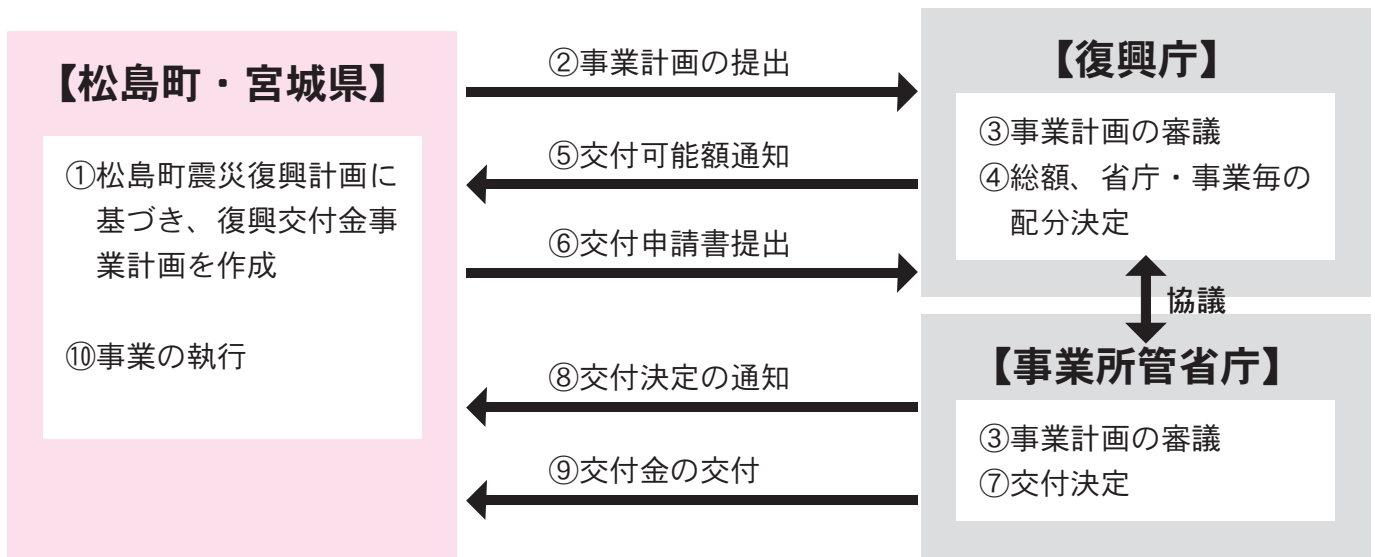 【松島町・宮城県】
①松島町震災復興計画に
基づき、復興交付金事
業計画を作成
⑩事業の執行
②事業計画の提出
⑤交付可能額通知
⑥交付申請書提出
⑧交付決定の通知
⑨交付金の交付
【復興庁】
③事業計画の審議
④総額、省庁・事業毎の
配分決定
協議
【事業所管省庁】
③事業計画の審議
⑦交付決定